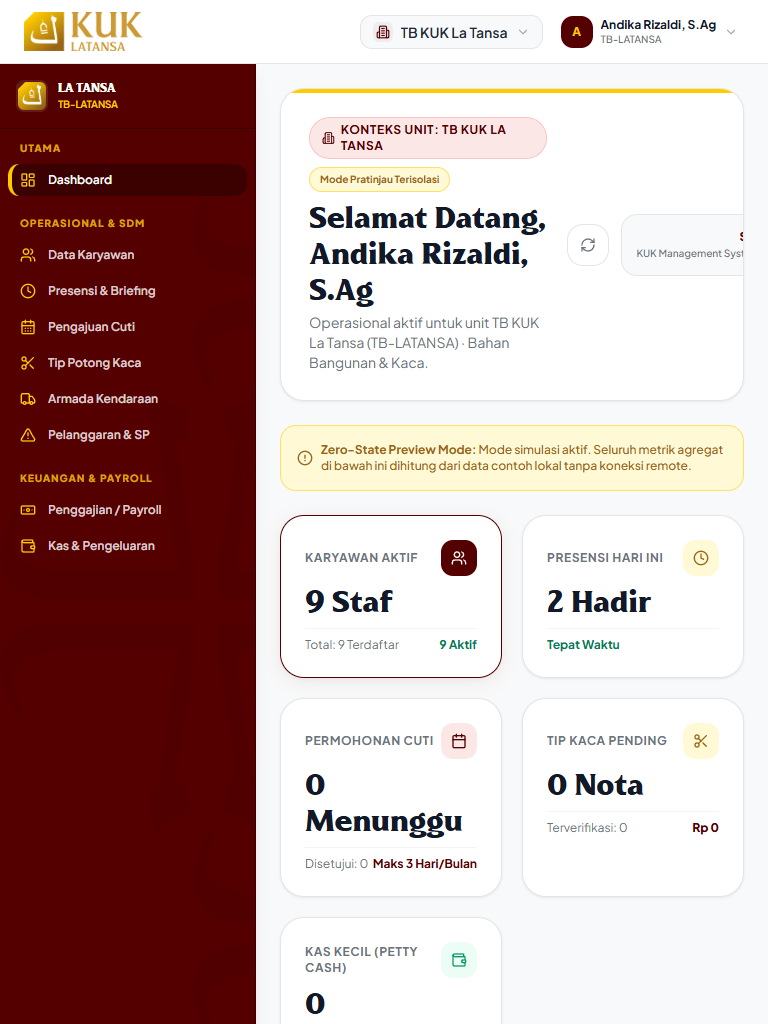 KUK
LATANSA
TB KUK La Tansa
A
Andika Rizaldi, S.Ag
TB-LATANSA
LA TANSA
TB-LATANSA
UTAMA
Dashboard
OPERASIONAL & SDM
Data Karyawan
Presensi & Briefing
Pengajuan Cuti
Tip Potong Kaca
Armada Kendaraan
Pelanggaran & SP
KEUANGAN & PAYROLL
Penggajian / Payroll
Kas & Pengeluaran
KONTEKS UNIT: TB KUK LA
TANSA
Mode Pratinjau Terisolasi
Selamat Datang,
Andika Rizaldi,
S.Ag
Operasional aktif untuk unit TB KUK
La Tansa (TB-LATANSA) · Bahan
Bangunan & Kaca.
KUK Management
Zero-State Preview Mode: Mode simulasi aktif. Seluruh metrik agregat
di bawah ini dihitung dari data contoh lokal tanpa koneksi remote.
KARYAWAN AKTIF
9 Staf
Total: 9 Terdaftar
9 Aktif
PRESENSI HARI INI
2 Hadir
Tepat Waktu
PERMOHONAN CUTI
0
Menunggu
Disetujui: 0
Maks 3 Hari/Bulan
TIP KACA PENDING
0 Nota
Terverifikasi: 0
Rp 0
KAS KECIL (PETTY
CASH)
0